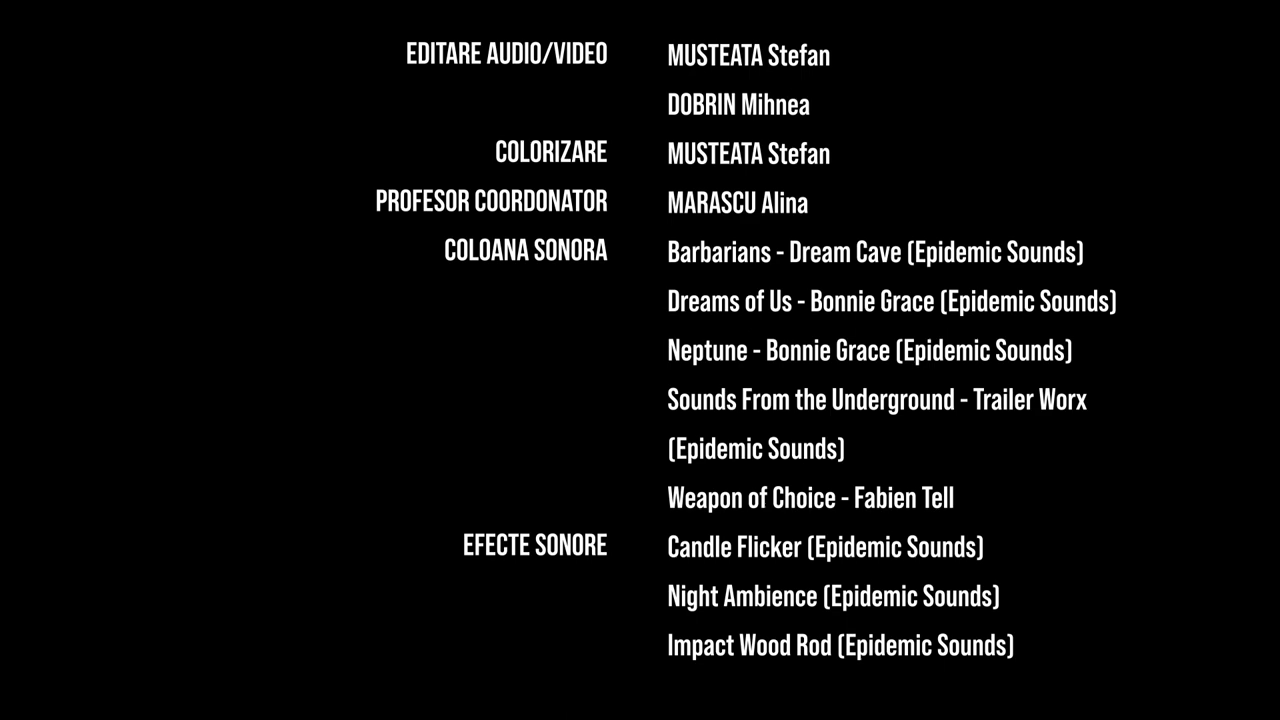 EDITARE AUDIO/VIDEO MUSTEATA Stefan
DOBRIN Mihnea
COLORIZARE MUSTEATA Stefan
PROFESOR COORDONATOR MARASCU Alina
COLOANA SONORA Barbarians - Dream Cave (Epidemic Sounds)
Dreams of Us - Bonnie Grace (Epidemic Sounds)
Neptune - Bonnie Grace (Epidemic Sounds)
Sounds From the Underground - Trailer Worx
(Epidemic Sounds)
Weapon of Choice - Fabien Tell
EFECTE SONORE Candle Flicker (Epidemic Sounds)
Night Ambience (Epidemic Sounds)
Impact Wood Rod (Epidemic Sounds)